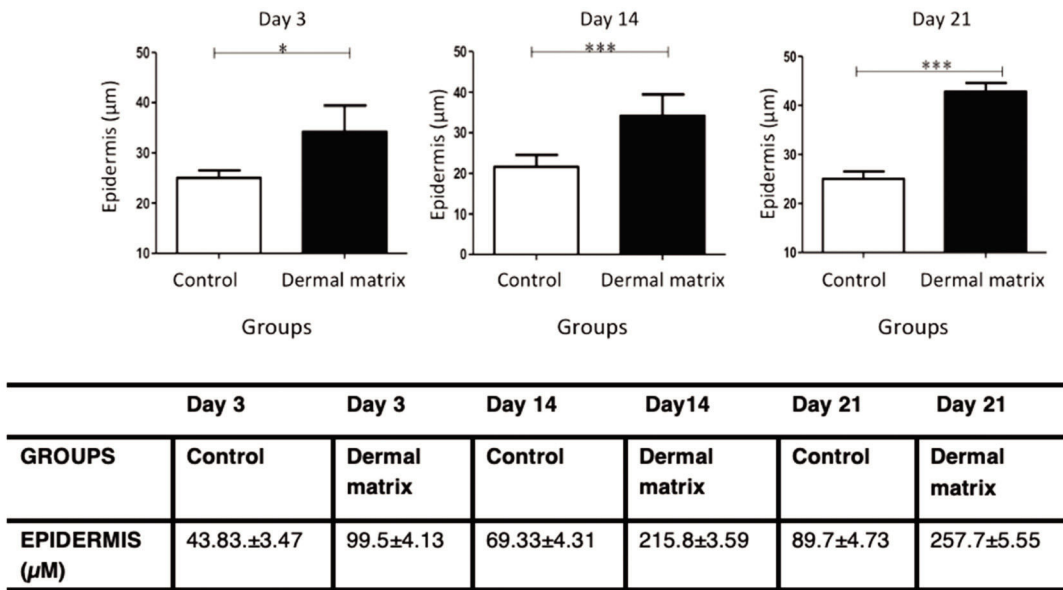 Day 3
*
Epidermis (µm)
50
40
30
20
10
Control Dermal matrix
Groups
Day 14
***
Epidermis (µm)
50
40
30
20
10
0
Control Dermal matrix
Groups
Day 21
***
Epidermis (µm)
50
40
30
20
10
Control Dermal matrix
Groups
Day 3 Day 3 Day 14 Day14 Day 21 Day 21
GROUPS Control Dermal matrix Control Dermal matrix Control Dermal matrix
EPIDERMIS (µM) 43.83.±3.47 99.5±4.13 69.33±4.31 215.8±3.59 89.7±4.73 257.7±5.55